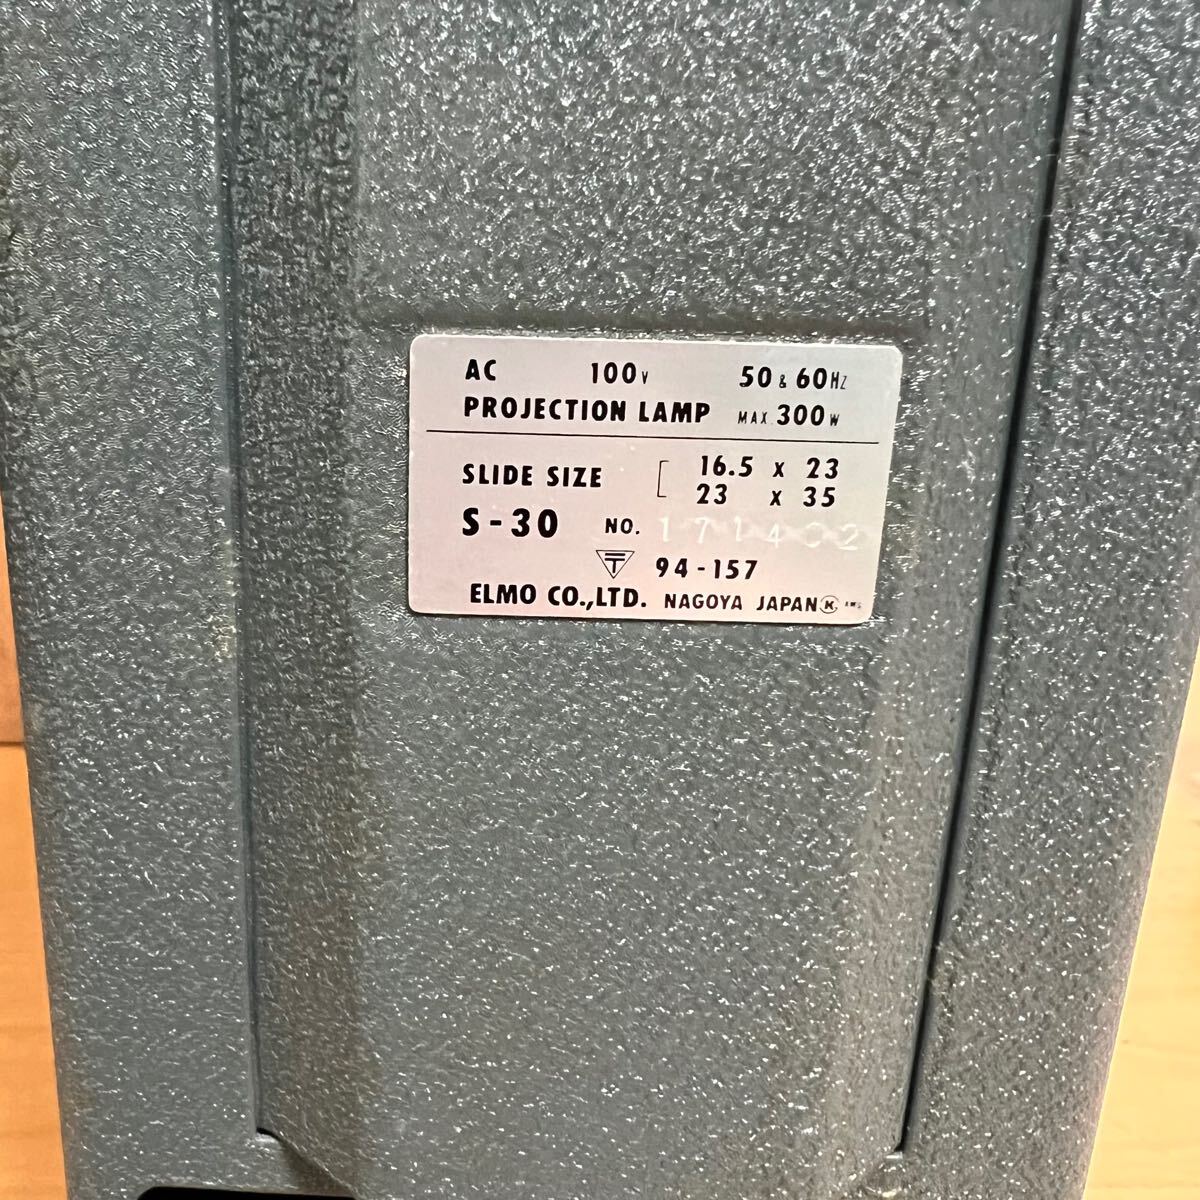 AC 100V 50 & 60HZ
PROJECTION LAMP MAX. 300W
SLIDE SIZE [ 16.5 x 23
23 x 35
S-30 NO. 171402
〒 94-157
ELMO CO.,LTD. NAGOYA JAPAN K